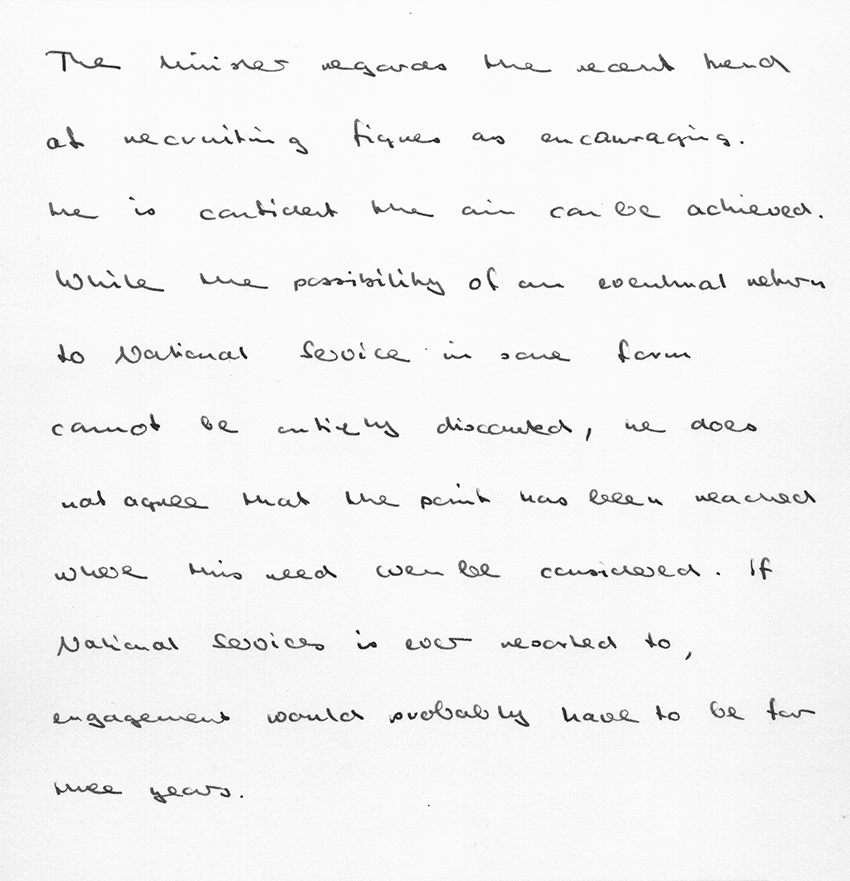 The Minister regards the recent trend
of recruiting figures as encouraging.
He is confident the aim can be achieved.
While the possibility of an eventual return
to National Service in some form
cannot be entirely discounted, he does
not agree that the point has been reached
where this need even be considered. If
National Services is ever resorted to,
engagement would probably have to be for
three years.